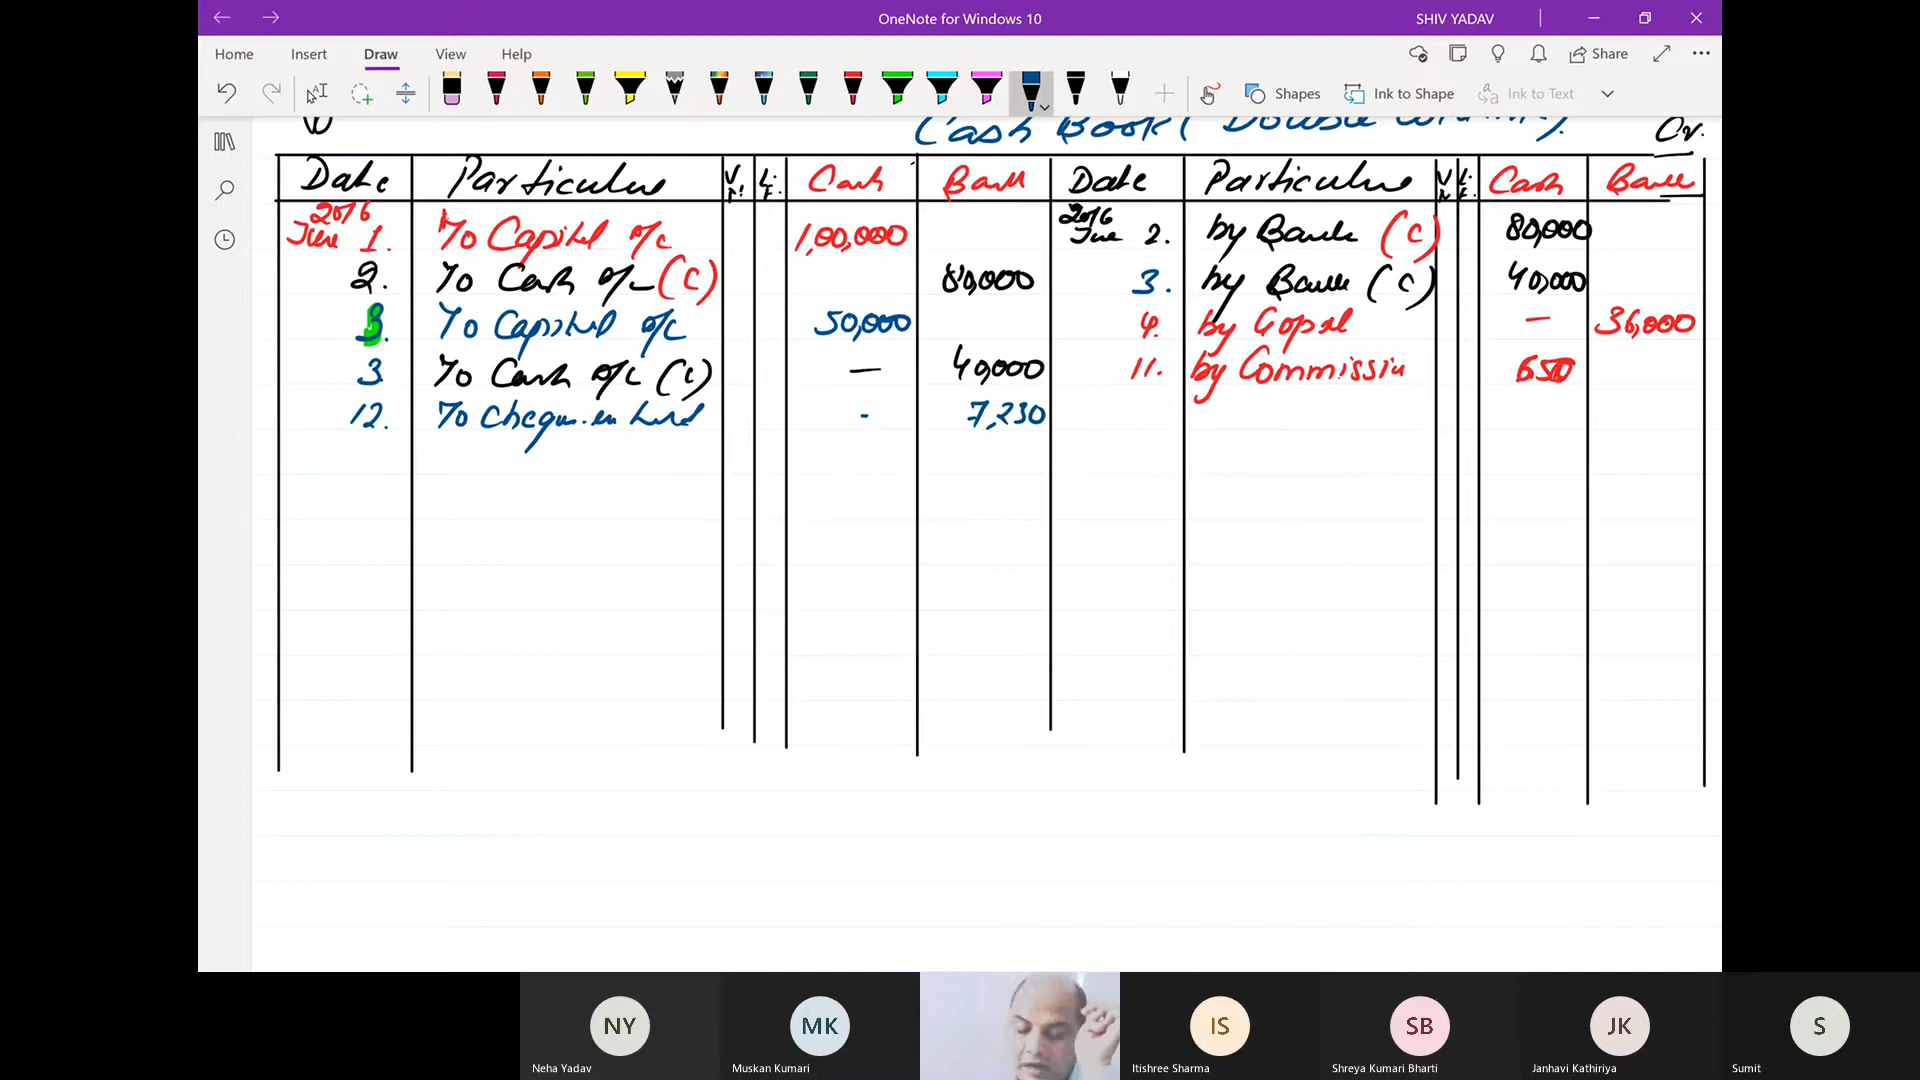 OneNote for Windows 10
SHIV YADAV
Home Insert Draw View Help
Share
Shapes Ink to Shape Ink to Text
Cash Book (Double Column). Cr.
Date Particulars V.N. L.F. Cash Bank Date Particulars V.N. L.F. Cash Bank
2016 June 1. To Capital a/c 1,00,000 2016 June 2. by Bank (C) 80,000
2. To Cash a/c (C) 80,000 3. by Bank (C) 40,000
3. To Capital a/c 50,000 4. by Gopal — 36,000
3 To Cash a/c (C) — 40,000 11. by Commission 650
12. To Cheque in hand - 7,230
NY MK IS SB JK S
Neha Yadav Muskan Kumari Itishree Sharma Shreya Kumari Bharti Janhavi Kathiriya Sumit